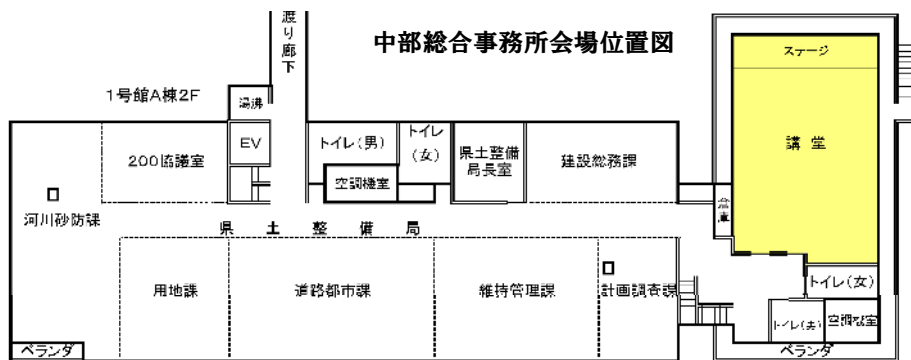 渡り廊下
中部総合事務所会場位置図
ステージ
1号館A棟2F
湯沸
EV
トイレ(男)
トイレ
(女)
200協議室
空調機室
県土整備
局長室
建設総務課
講堂
倉庫
河川砂防課
県土整備局
用地課
道路都市課
維持管理課
計画調査課
トイレ(女)
トイレ(男)
空調機室
ベランダ
ベランダ